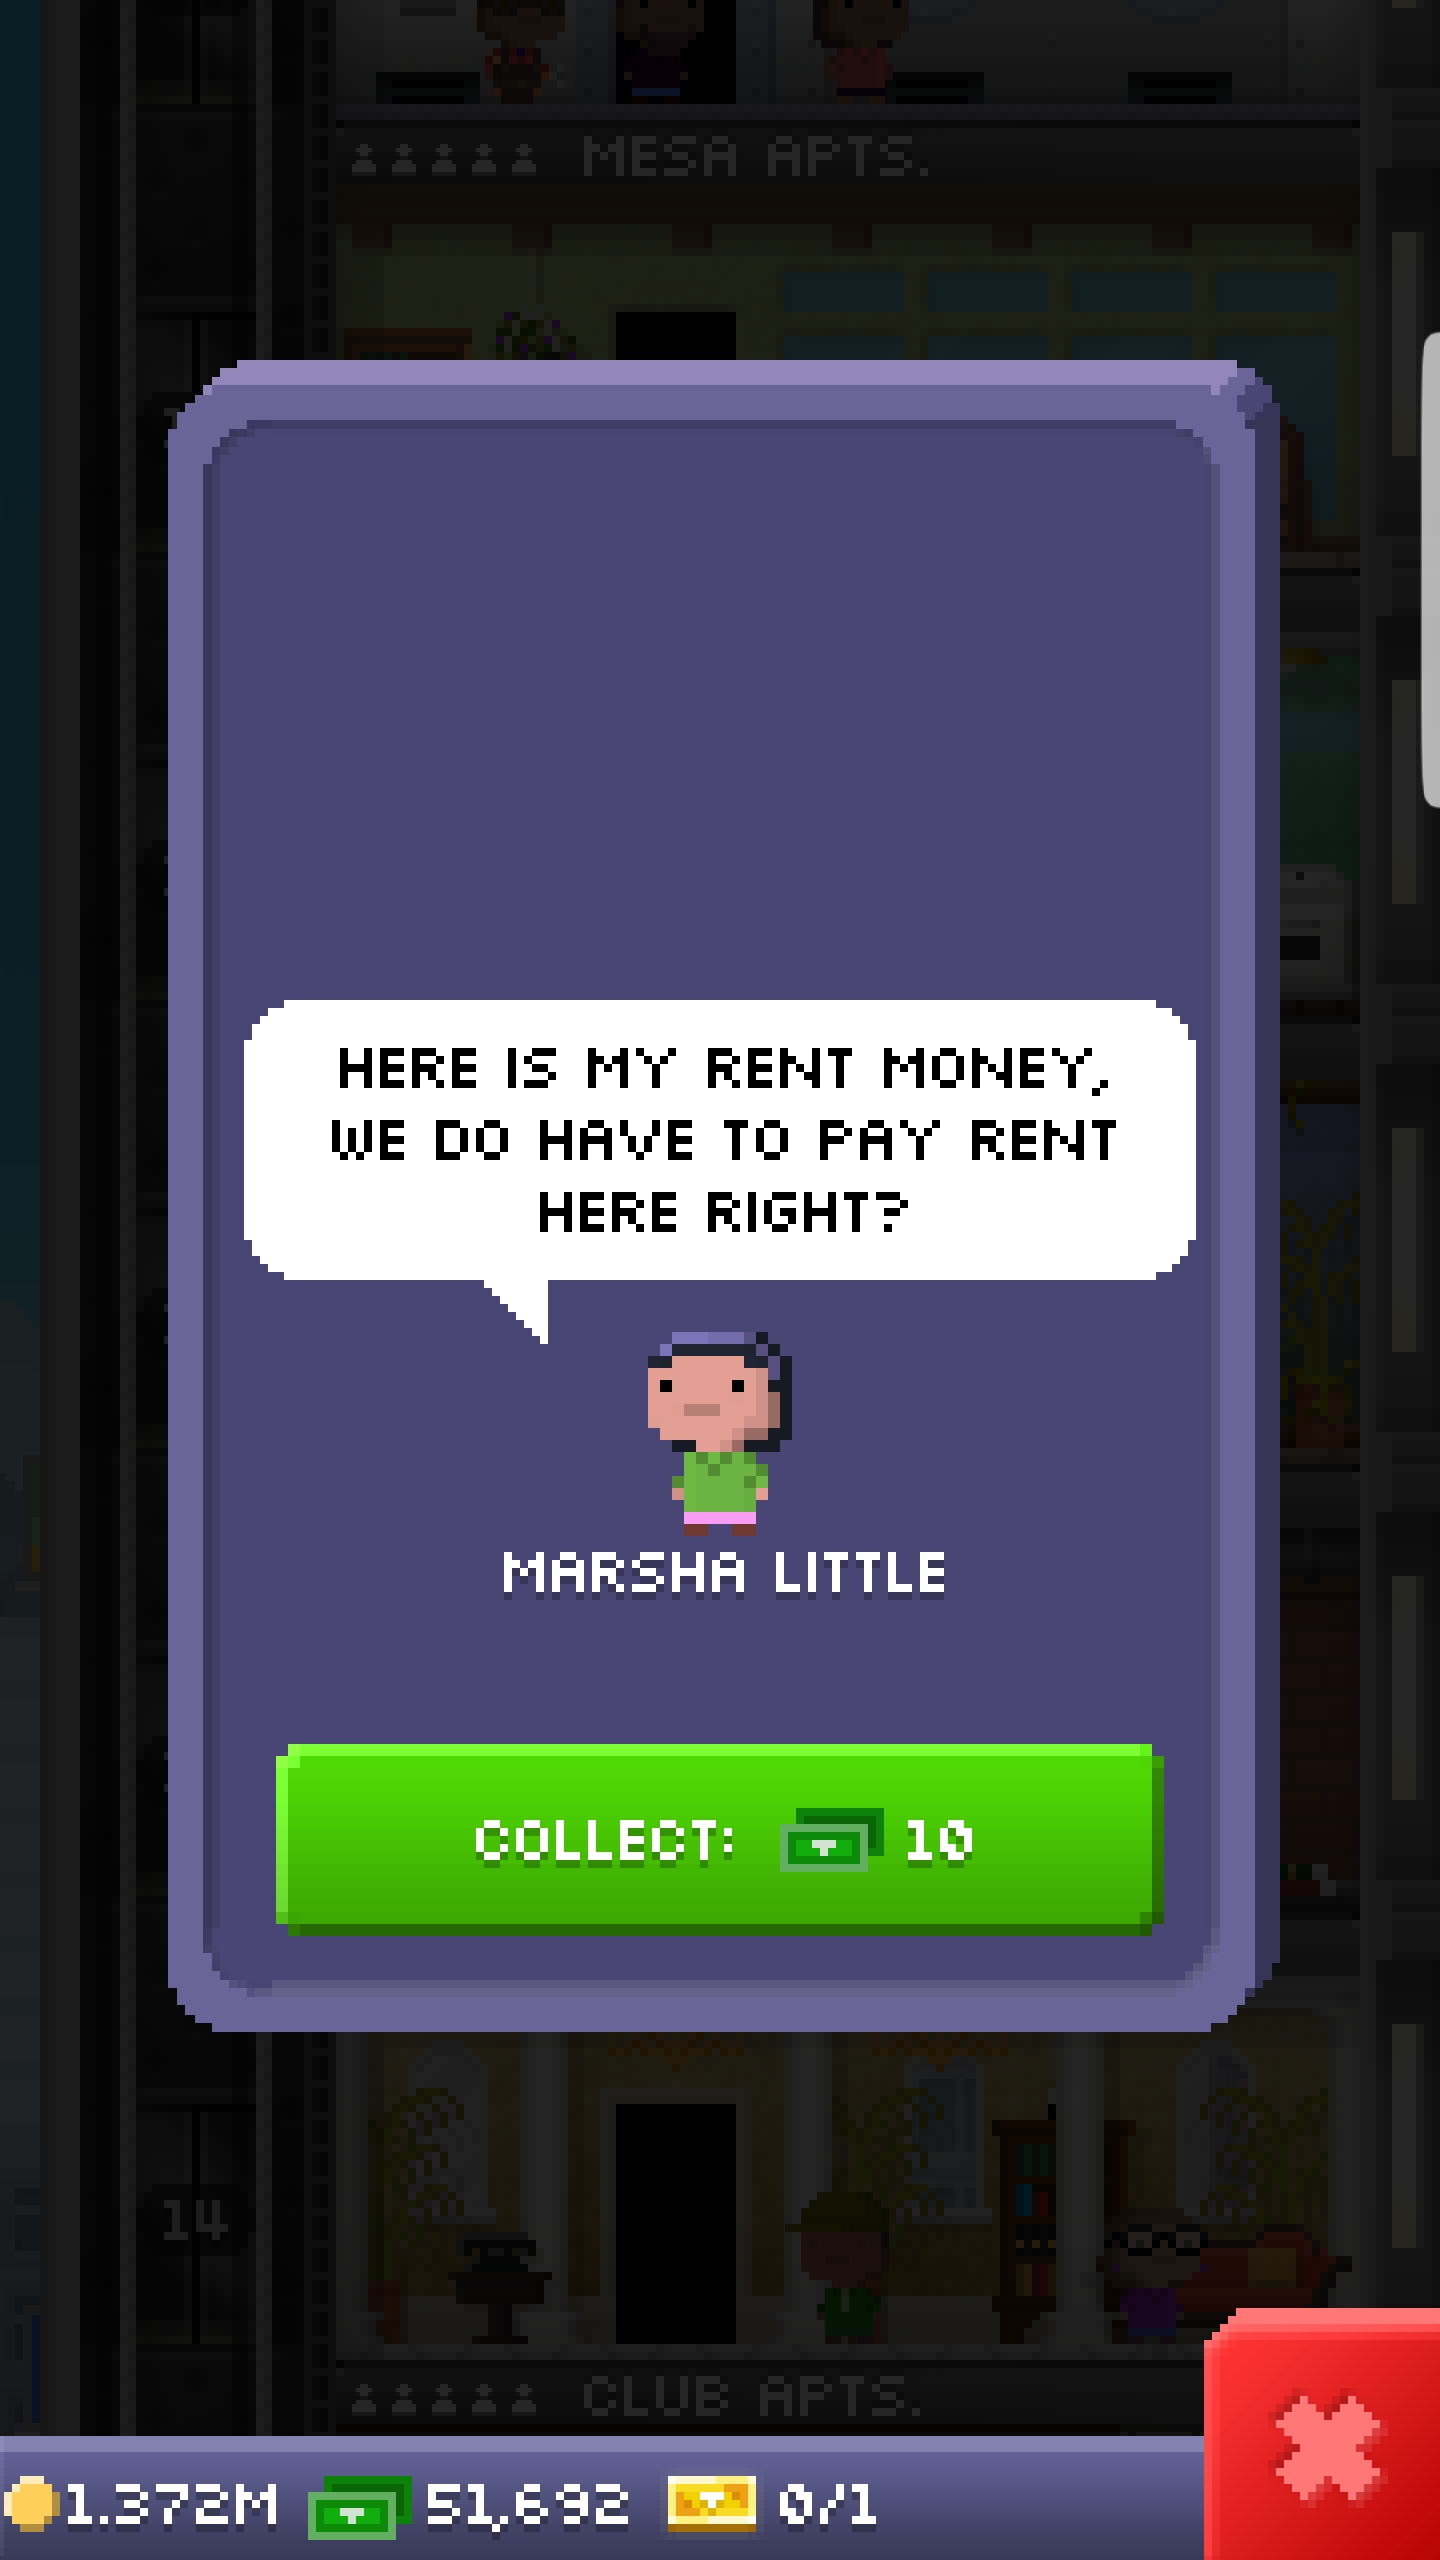 MESA APTS.
HERE IS MY RENT MONEY,
WE DO HAVE TO PAY RENT
HERE RIGHT?
MARSHA LITTLE
COLLECT: 10
14
CLUB APTS.
1.372M 51,692 0/1